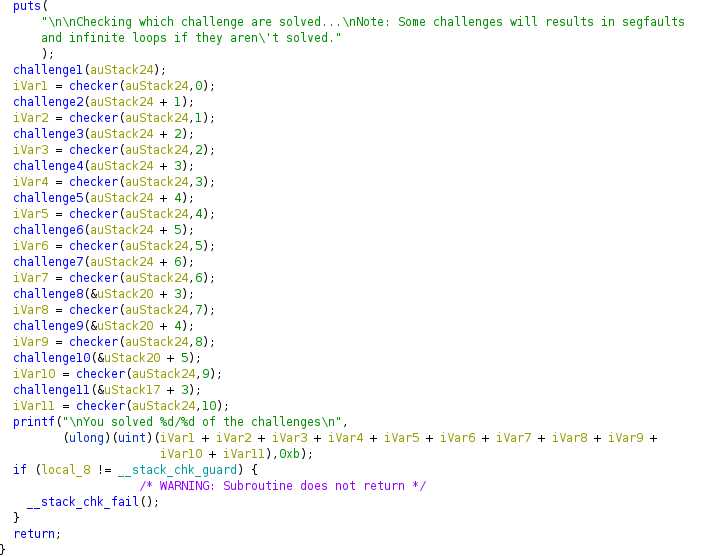 puts(
"\n\nChecking which challenge are solved...\nNote: Some challenges will results in segfaults
and infinite loops if they aren\'t solved."
);
challenge1(auStack24);
iVar1 = checker(auStack24,0);
challenge2(auStack24 + 1);
iVar2 = checker(auStack24,1);
challenge3(auStack24 + 2);
iVar3 = checker(auStack24,2);
challenge4(auStack24 + 3);
iVar4 = checker(auStack24,3);
challenge5(auStack24 + 4);
iVar5 = checker(auStack24,4);
challenge6(auStack24 + 5);
iVar6 = checker(auStack24,5);
challenge7(auStack24 + 6);
iVar7 = checker(auStack24,6);
challenge8(&uStack20 + 3);
iVar8 = checker(auStack24,7);
challenge9(&uStack20 + 4);
iVar9 = checker(auStack24,8);
challenge10(&uStack20 + 5);
iVar10 = checker(auStack24,9);
challenge11(&uStack17 + 3);
iVar11 = checker(auStack24,10);
printf("\nYou solved %d/%d of the challenges\n",
(ulong)(uint)(iVar1 + iVar2 + iVar3 + iVar4 + iVar5 + iVar6 + iVar7 + iVar8 + iVar9 +
iVar10 + iVar11),0xb);
if (local_8 != __stack_chk_guard) {
/* WARNING: Subroutine does not return */
__stack_chk_fail();
}
return;
}